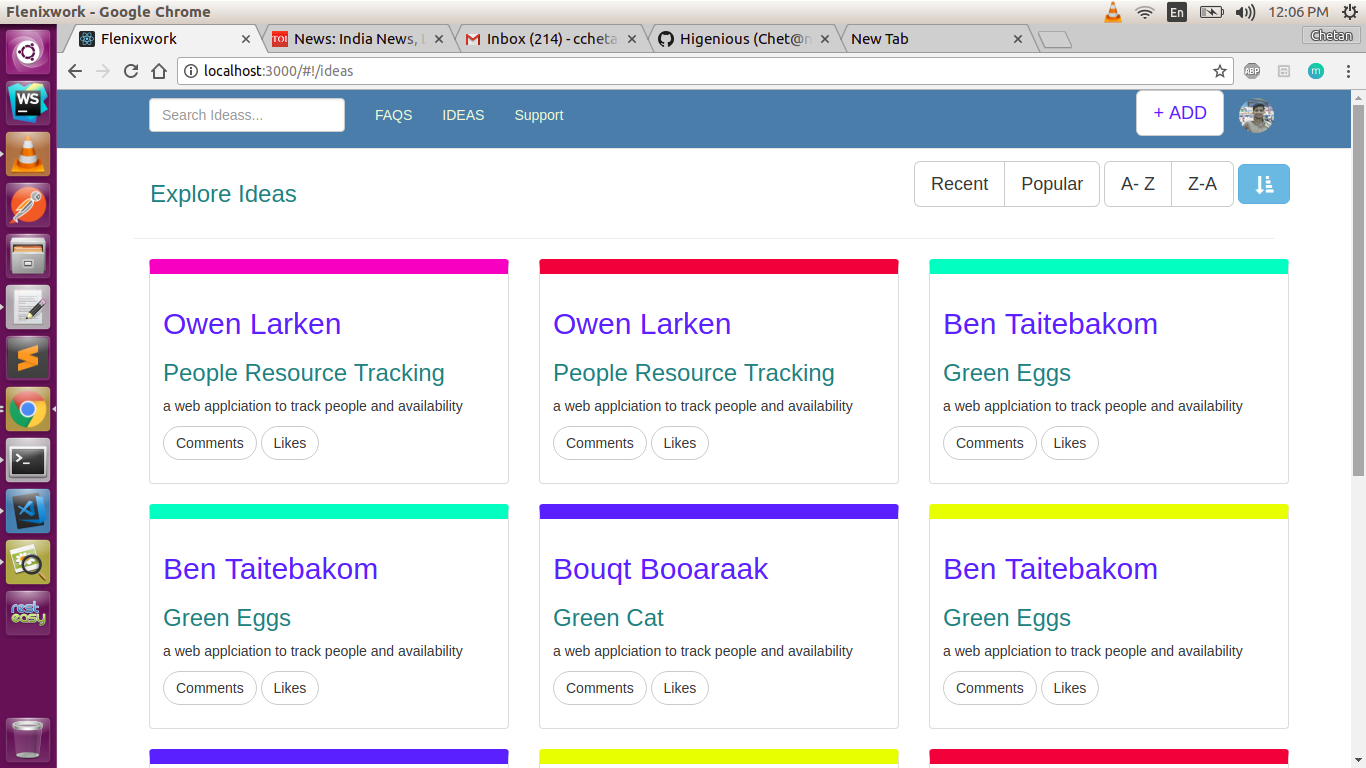 Flenixwork - Google Chrome
En
12:06 PM
Flenixwork
TOI
News: India News, L
Inbox (214) - ccheta
Higenious (Chet@n
New Tab
Chetan
localhost:3000/#!/ideas
ABP
m
Search Ideass...
FAQS
IDEAS
Support
+ ADD
WS
Explore Ideas
Recent
Popular
A- Z
Z-A
Owen Larken
People Resource Tracking
a web applciation to track people and availability
Comments
Likes
Owen Larken
People Resource Tracking
a web applciation to track people and availability
Comments
Likes
Ben Taitebakom
Green Eggs
a web applciation to track people and availability
Comments
Likes
Ben Taitebakom
Green Eggs
a web applciation to track people and availability
Comments
Likes
Bouqt Booaraak
Green Cat
a web applciation to track people and availability
Comments
Likes
Ben Taitebakom
Green Eggs
a web applciation to track people and availability
Comments
Likes
rest
easy